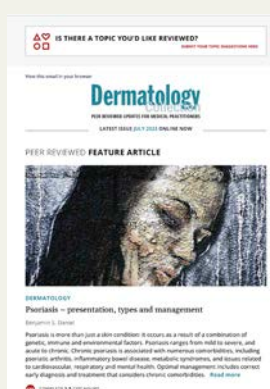 IS THERE A TOPIC YOU'D LIKE REVIEWED?
SUBMIT YOUR TOPIC SUGGESTIONS HERE
View this email in your browser
Dermatology
Collection
PEER REVIEWED UPDATES FOR MEDICAL PRACTITIONERS
LATEST ISSUE JULY 2023 ONLINE NOW
PEER REVIEWED FEATURE ARTICLE
DERMATOLOGY
Psoriasis – presentation, types and management
Benjamin S. Daniel
Psoriasis is more than just a skin condition: it occurs as a result of a combination of
genetic, immune and environmental factors. Psoriasis ranges from mild to severe, and
acute to chronic. Chronic psoriasis is associated with numerous comorbidities, including
psoriatic arthritis, inflammatory bowel disease, metabolic syndromes, and issues related
to cardiovascular, respiratory and mental health. Optimal management includes correct
early diagnosis and treatment that considers chronic comorbidities. Read more